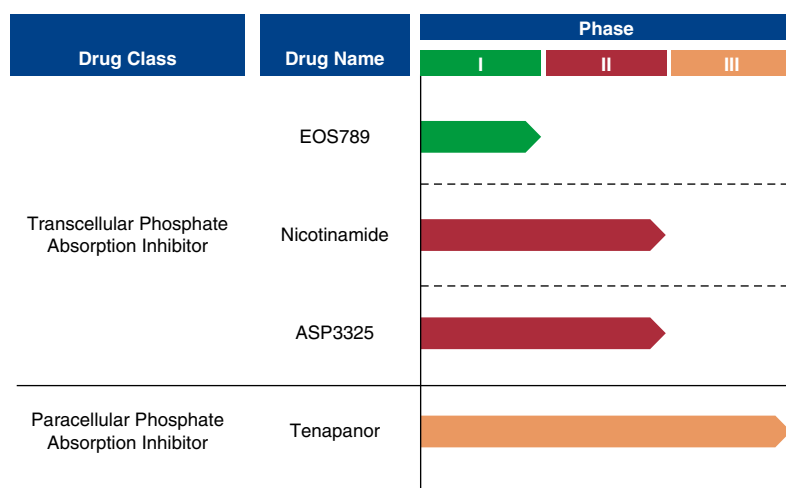 Phase
Drug Class
Drug Name
I
II
III
EOS789
Transcellular Phosphate
Absorption Inhibitor
Nicotinamide
ASP3325
Paracellular Phosphate
Absorption Inhibitor
Tenapanor